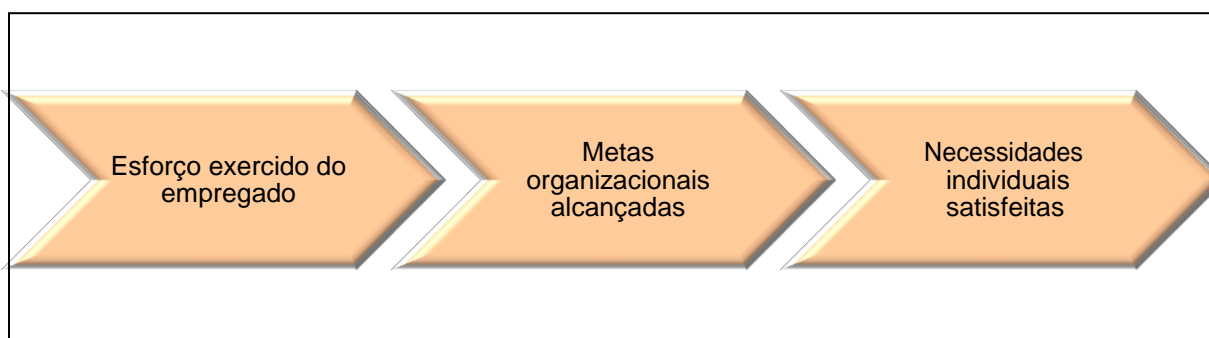 Esforço exercido do
empregado
Metas
organizacionais
alcançadas
Necessidades
individuais
satisfeitas